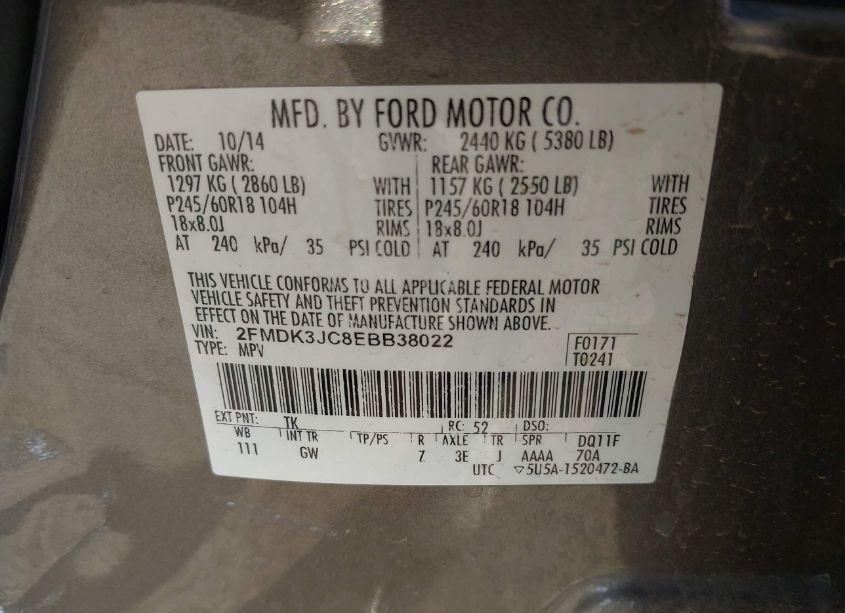 MFD. BY FORD MOTOR CO.
DATE: 10/14 GVWR: 2440 KG ( 5380 LB)
FRONT GAWR: REAR GAWR:
1297 KG ( 2860 LB) WITH 1157 KG ( 2550 LB) WITH
P245/60R18 104H TIRES P245/60R18 104H TIRES
18x8.0J RIMS 18x8.0J RIMS
AT 240 kPa/ 35 PSI COLD AT 240 kPa/ 35 PSI COLD
THIS VEHICLE CONFORMS TO ALL APPLICABLE FEDERAL MOTOR
VEHICLE SAFETY AND THEFT PREVENTION STANDARDS IN
EFFECT ON THE DATE OF MANUFACTURE SHOWN ABOVE.
VIN: 2FMDK3JC8EBB38022 F0171
TYPE: MPV T0241
EXT PNT: TK RC: 52 DSO:
WB INT TR TP/PS R AXLE TR SPR DQ11F
111 GW 7 3E J AAAA 70A
UTC ▽5U5A-1520472-BA